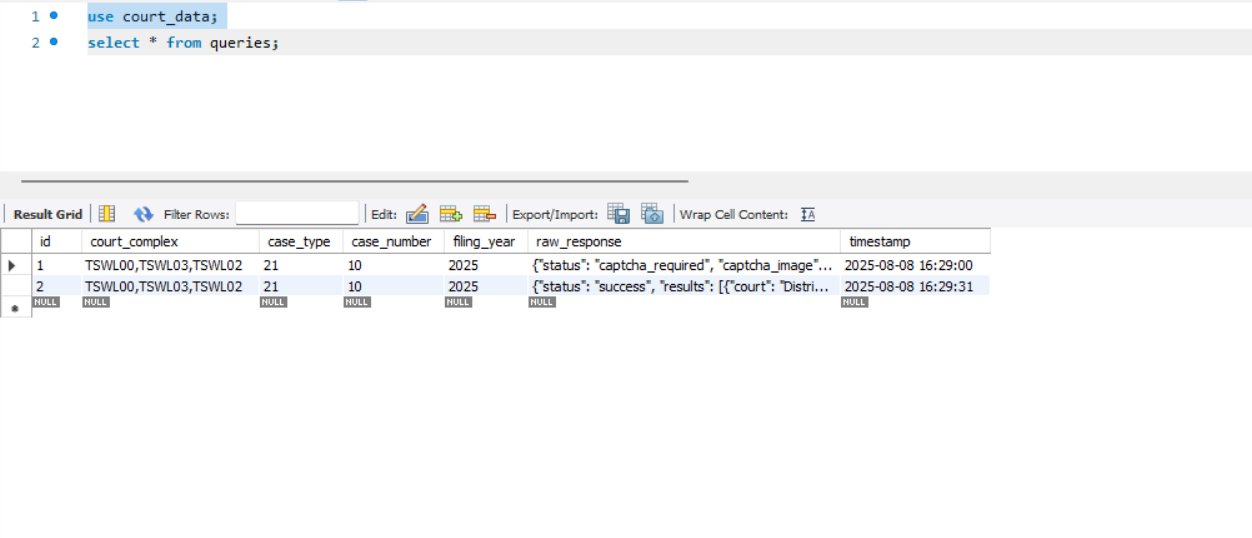 1 use court_data;
2 select * from queries;
Result Grid Filter Rows: Edit: Export/Import: Wrap Cell Content:
id court_complex case_type case_number filing_year raw_response timestamp
1 TSWL00,TSWL03,TSWL02 21 10 2025 {"status": "captcha_required", "captcha_image"... 2025-08-08 16:29:00
2 TSWL00,TSWL03,TSWL02 21 10 2025 {"status": "success", "results": [{"court": "Distri... 2025-08-08 16:29:31
NULL NULL NULL NULL NULL NULL NULL